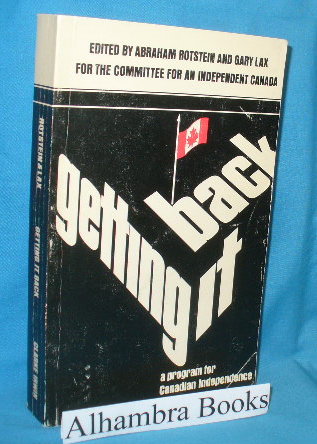 EDITED BY ABRAHAM ROTSTEIN AND GARY LAX
FOR THE COMMITTEE FOR AN INDEPENDENT CANADA
getting it
back
a program for
Canadian Independence
ROTSTEIN & LAX
GETTING IT BACK
CLARKE IRWIN
Alhambra Books